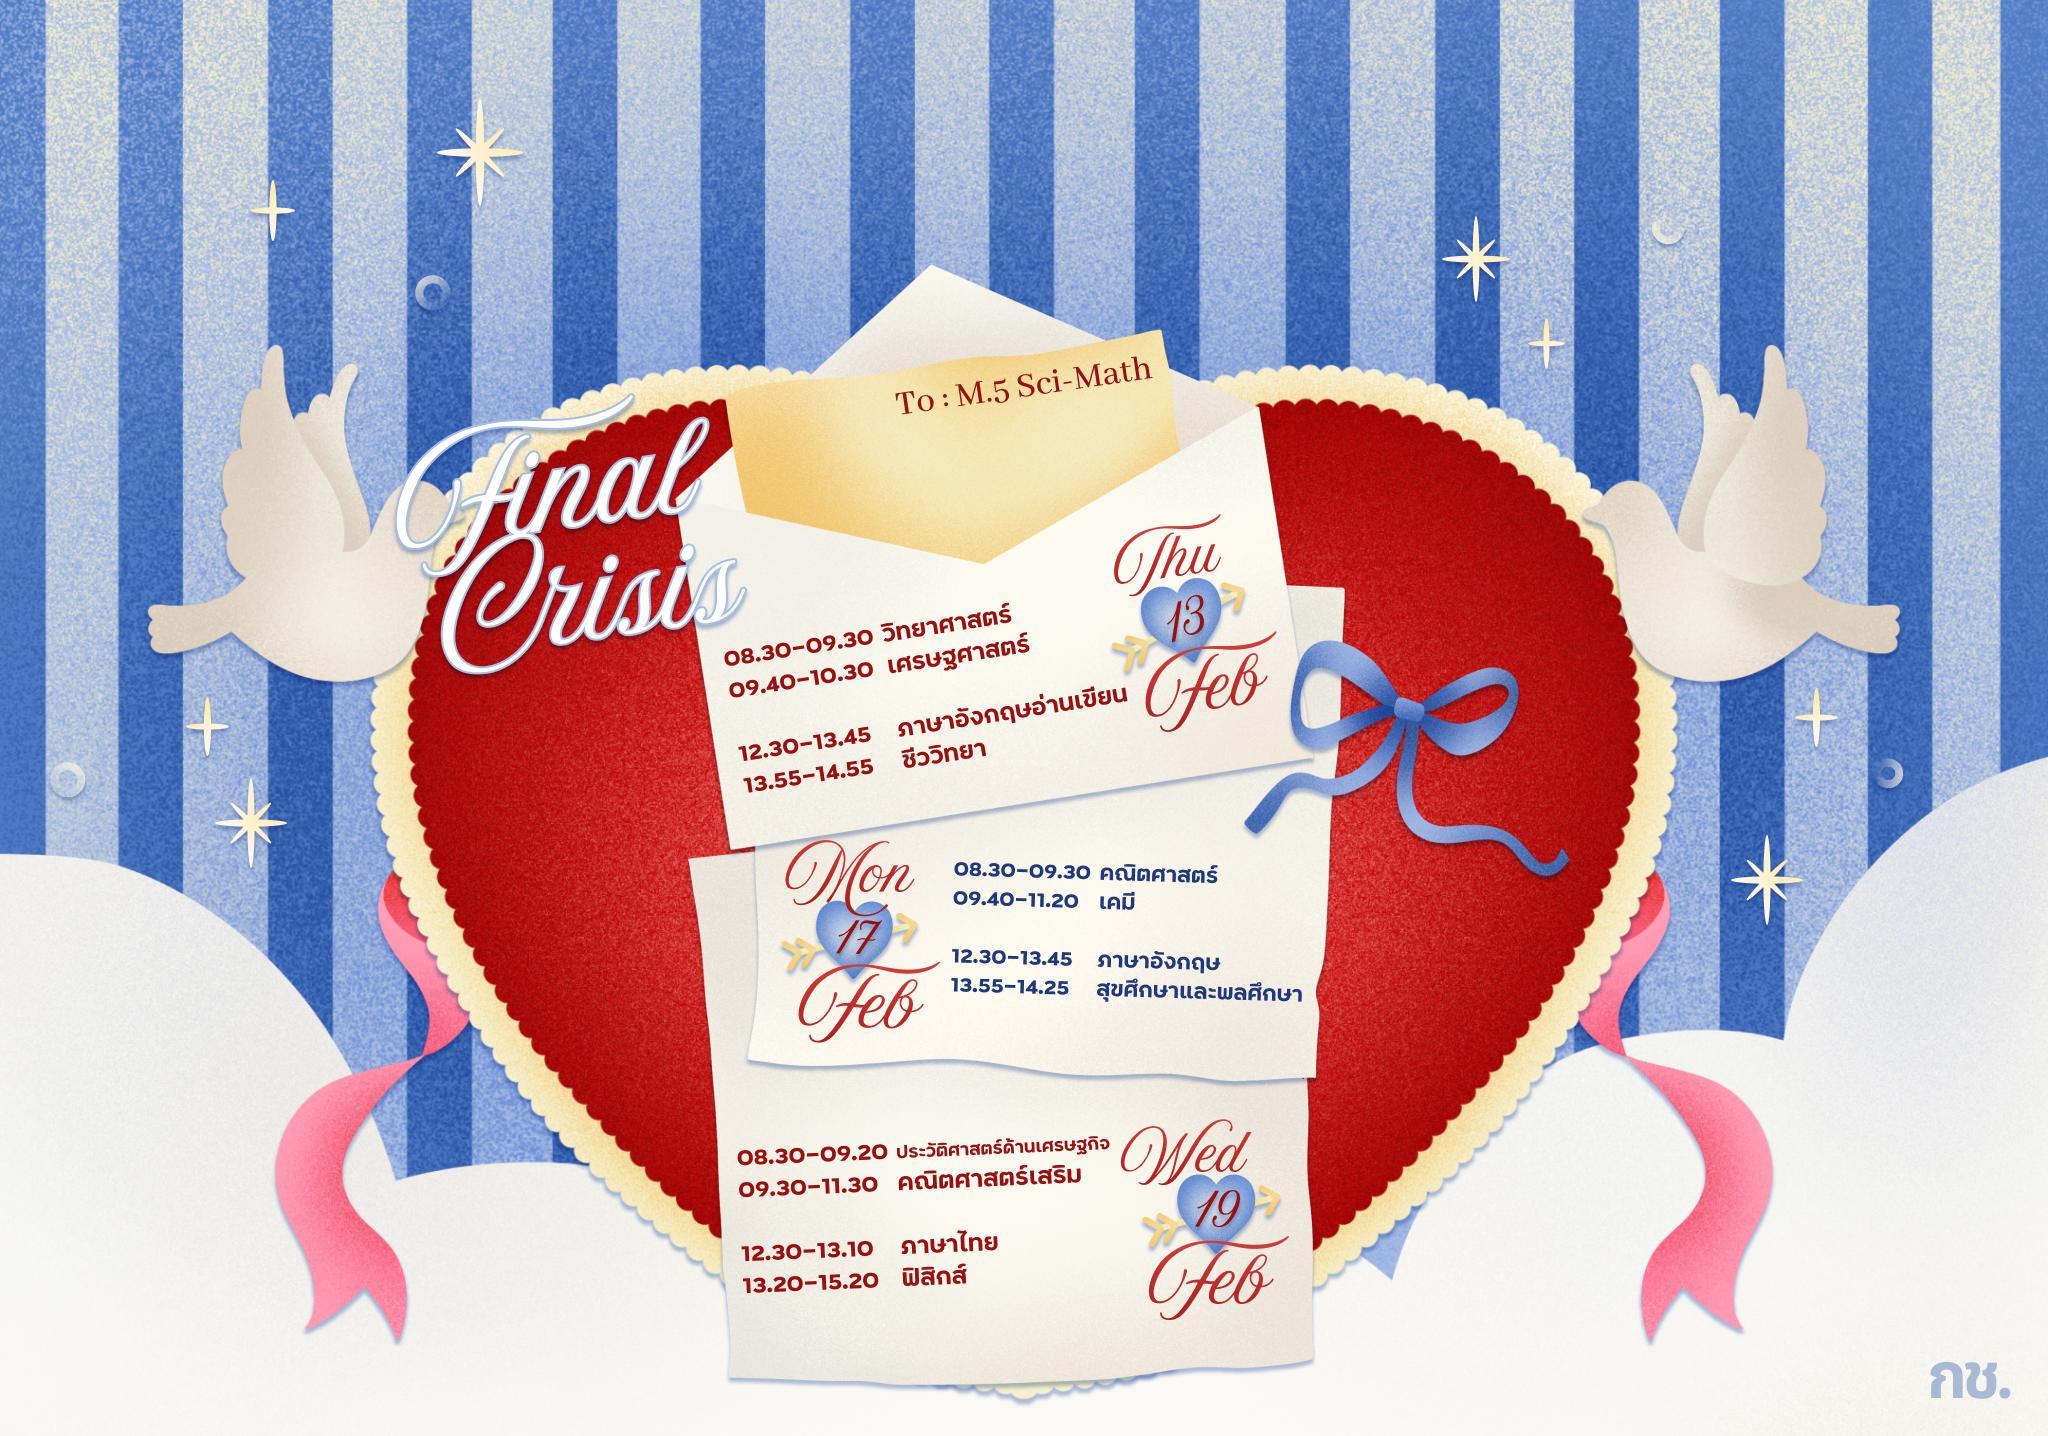 Final
Crisis
To : M.5 Sci-Math
Thu
13
Feb
08.30-09.30 วิทยาศาสตร์
09.40-10.30 เศรษฐศาสตร์
12.30-13.45 ภาษาอังกฤษอ่านเขียน
13.55-14.55 ชีววิทยา
Mon
17
Feb
08.30-09.30 คณิตศาสตร์
09.40-11.20 เคมี
12.30-13.45 ภาษาอังกฤษ
13.55-14.25 สุขศึกษาและพลศึกษา
Wed
19
Feb
08.30-09.20 ประวัติศาสตร์ด้านเศรษฐกิจ
09.30-11.30 คณิตศาสตร์เสริม
12.30-13.10 ภาษาไทย
13.20-15.20 ฟิสิกส์
กช.